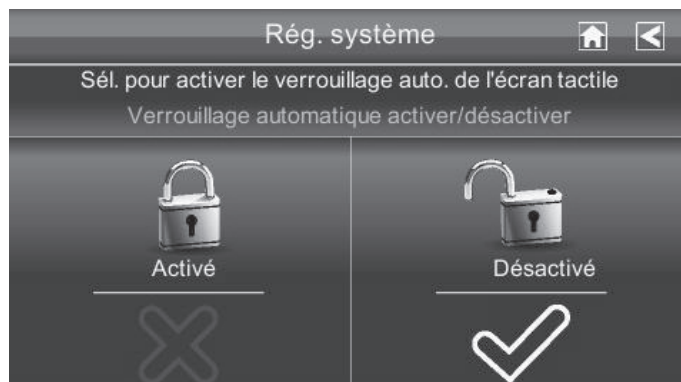 Rég. système
Sél. pour activer le verrouillage auto. de l'écran tactile
Verrouillage automatique activer/désactiver
Activé
Désactivé